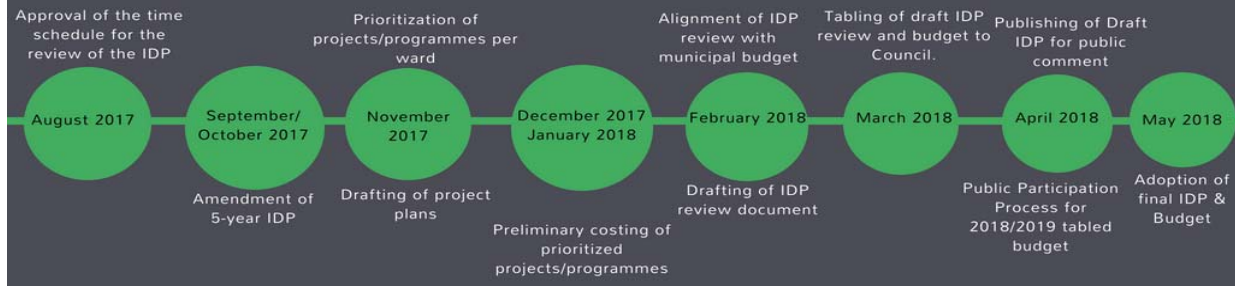 Approval of the time
schedule for the
review of the IDP
August 2017
September/
October 2017
Amendment of
5-year IDP
Prioritization of
projects/programmes per
ward
November
2017
Drafting of project
plans
December 2017
January 2018
Preliminary costing of
prioritized
projects/programmes
Alignment of IDP
review with
municipal budget
February 2018
Drafting of IDP
review document
Tabling of draft IDP
review and budget to
Council.
March 2018
Publishing of Draft
IDP for public
comment
April 2018
Public Participation
Process for
2018/2019 tabled
budget
May 2018
Adoption of
final IDP &
Budget